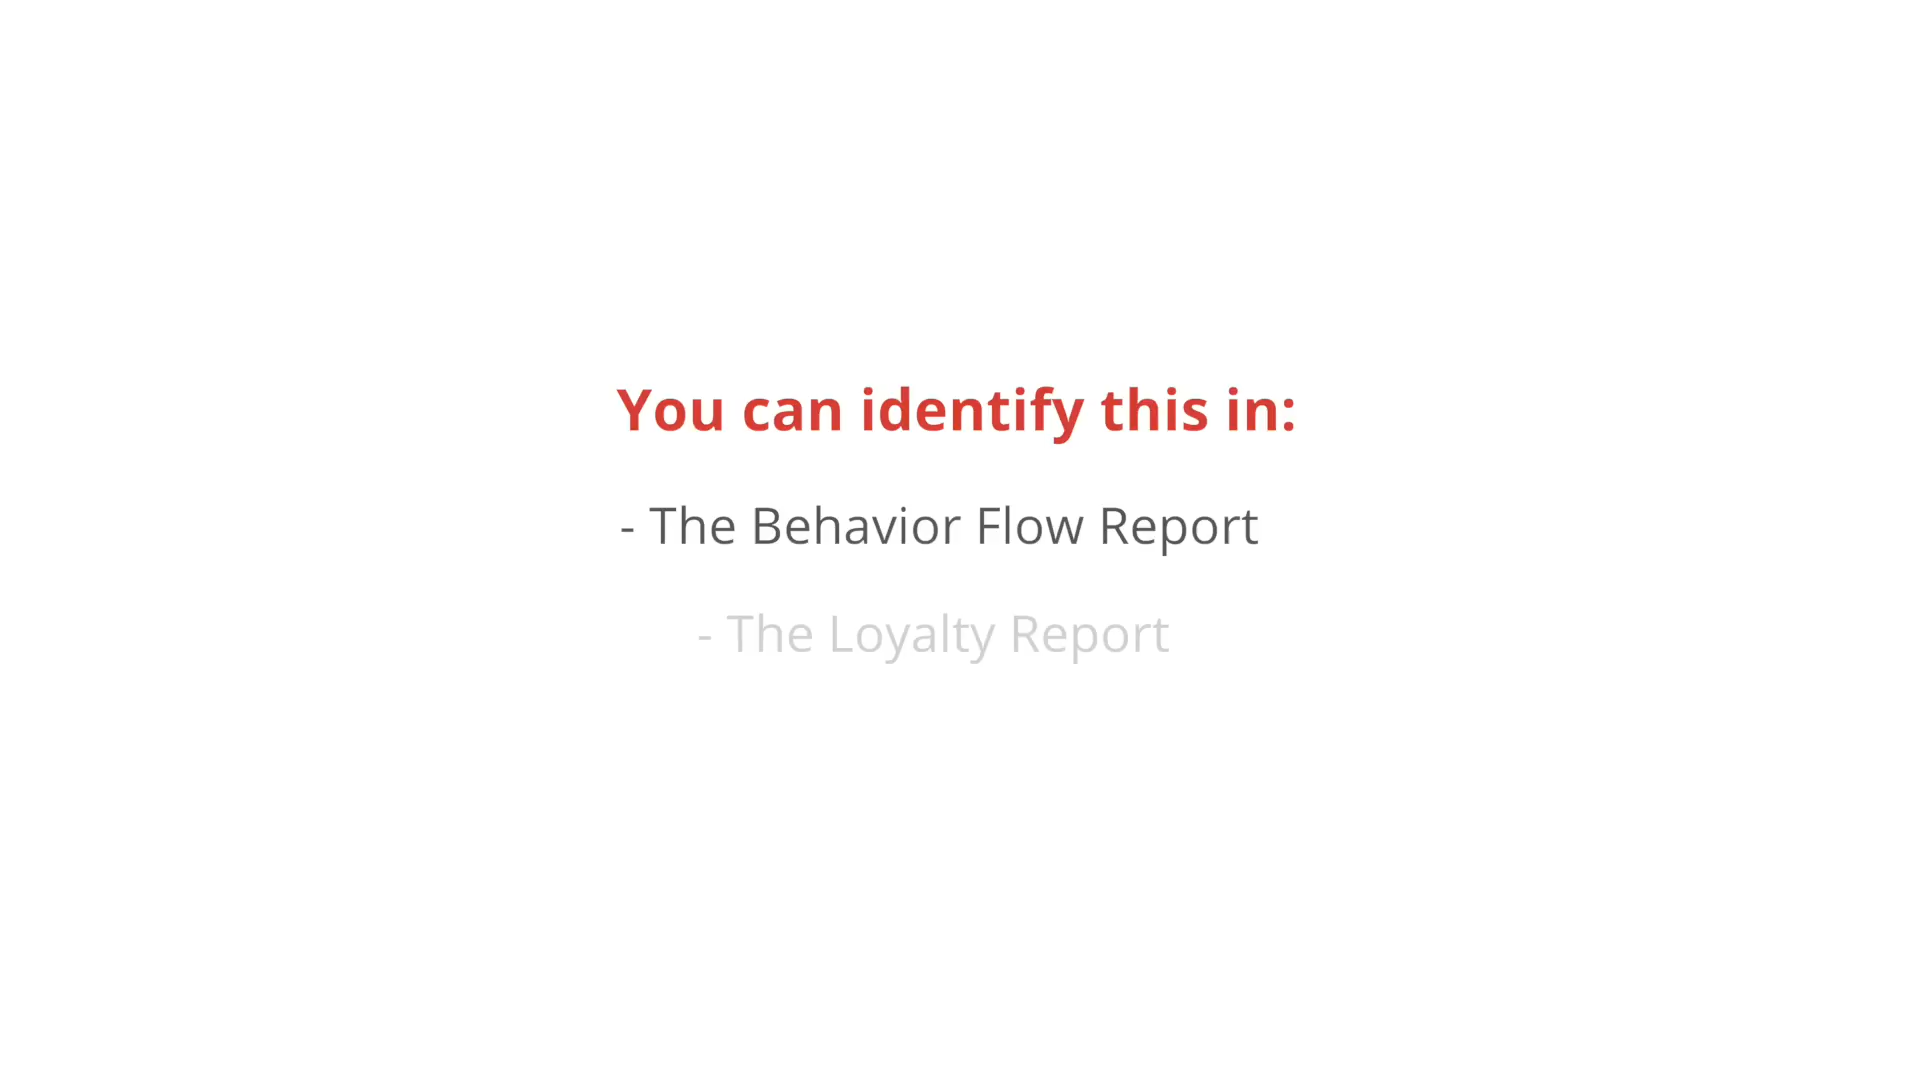 You can identify this in:
- The Behavior Flow Report
- The Loyalty Report